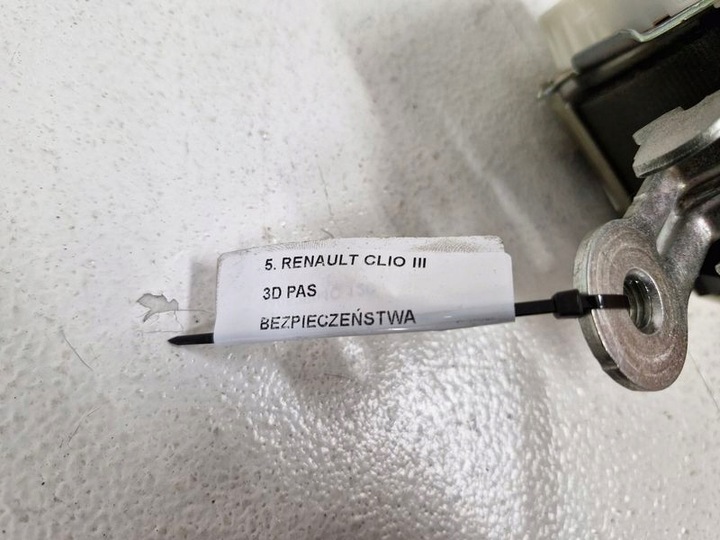 5. RENAULT CLIO III
3D PAS
BEZPIECZEŃSTWA